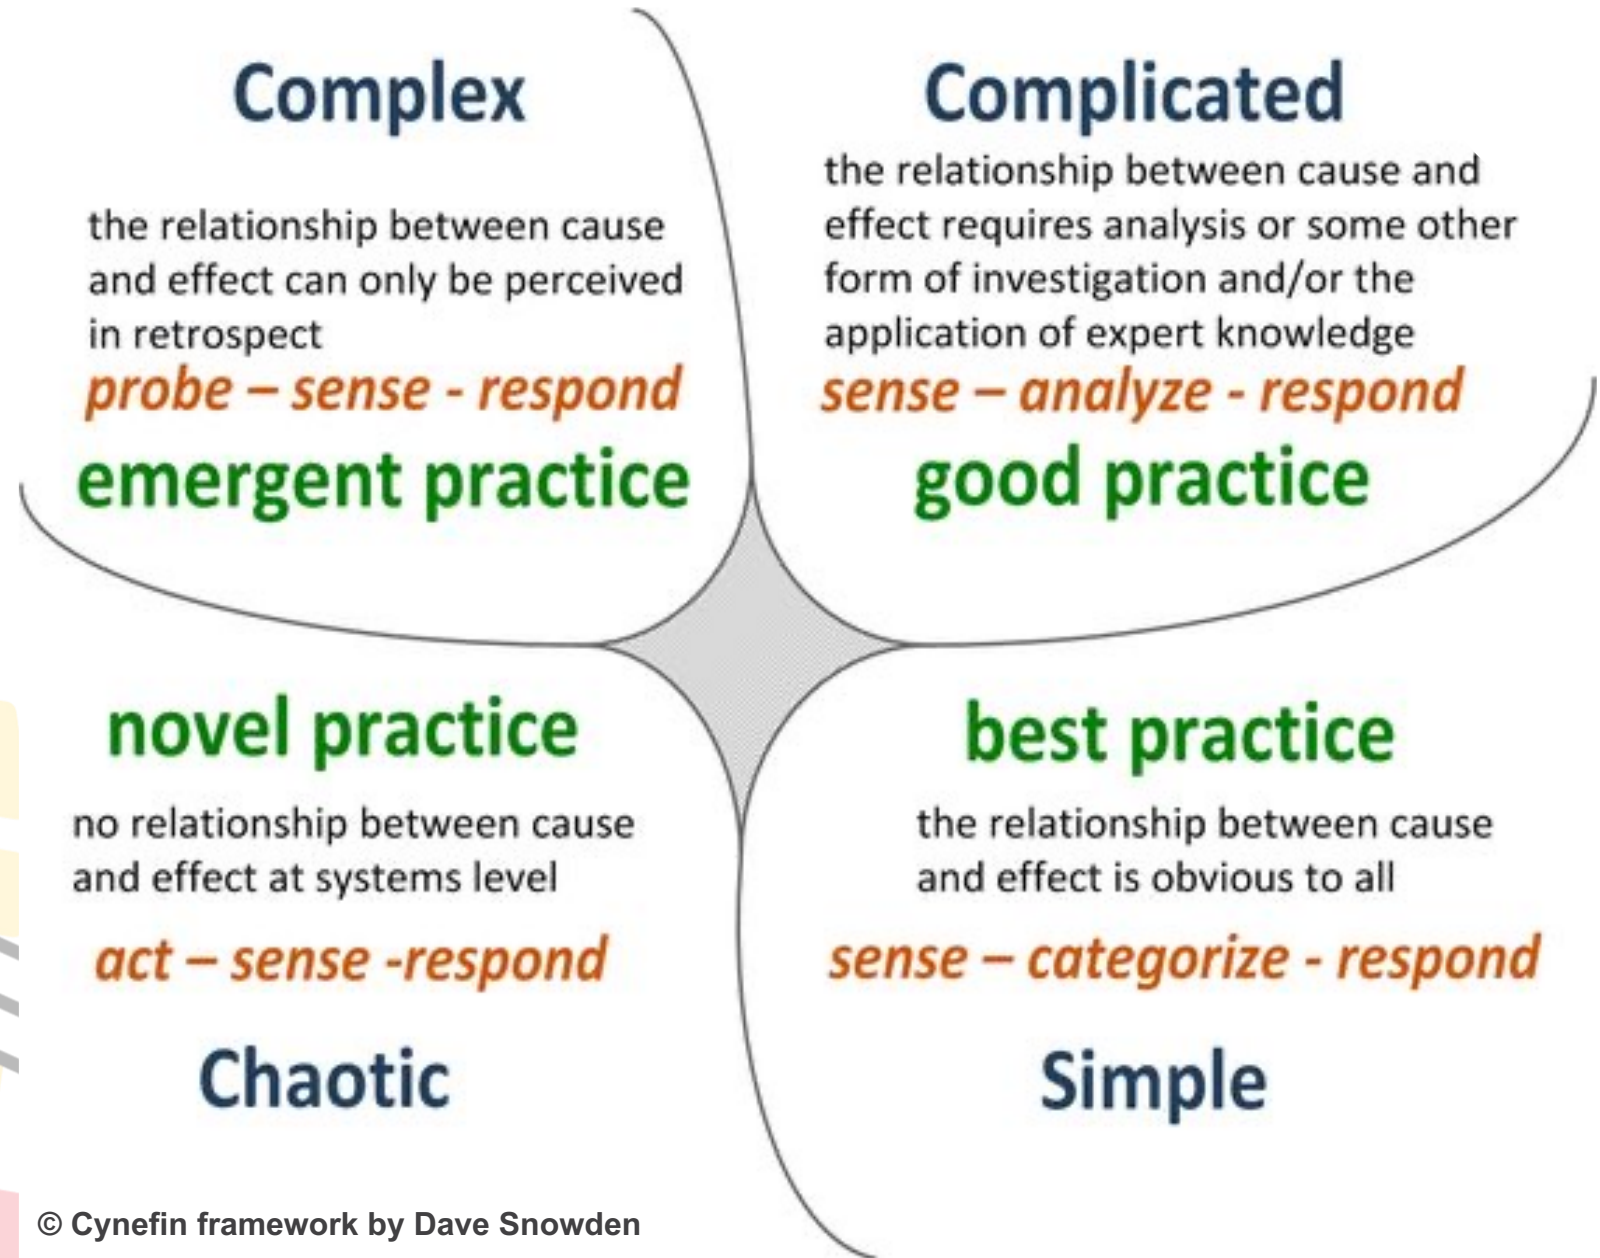 Complex
the relationship between cause
and effect can only be perceived
in retrospect
probe – sense - respond
emergent practice
Complicated
the relationship between cause and
effect requires analysis or some other
form of investigation and/or the
application of expert knowledge
sense – analyze - respond
good practice
novel practice
no relationship between cause
and effect at systems level
act – sense -respond
Chaotic
best practice
the relationship between cause
and effect is obvious to all
sense – categorize - respond
Simple
© Cynefin framework by Dave Snowden